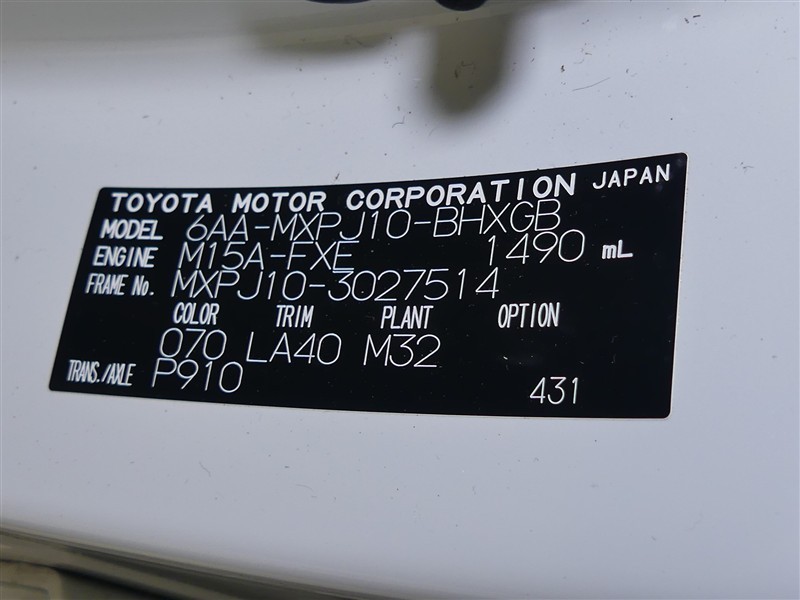 TOYOTA MOTOR CORPORATION JAPAN
MODEL 6AA-MXPJ10-BHXGB
ENGINE M15A-FXE 1490 mL
FRAME No. MXPJ10-3027514
COLOR TRIM PLANT OPTION
070 LA40 M32
TRANS./AXLE P910 431